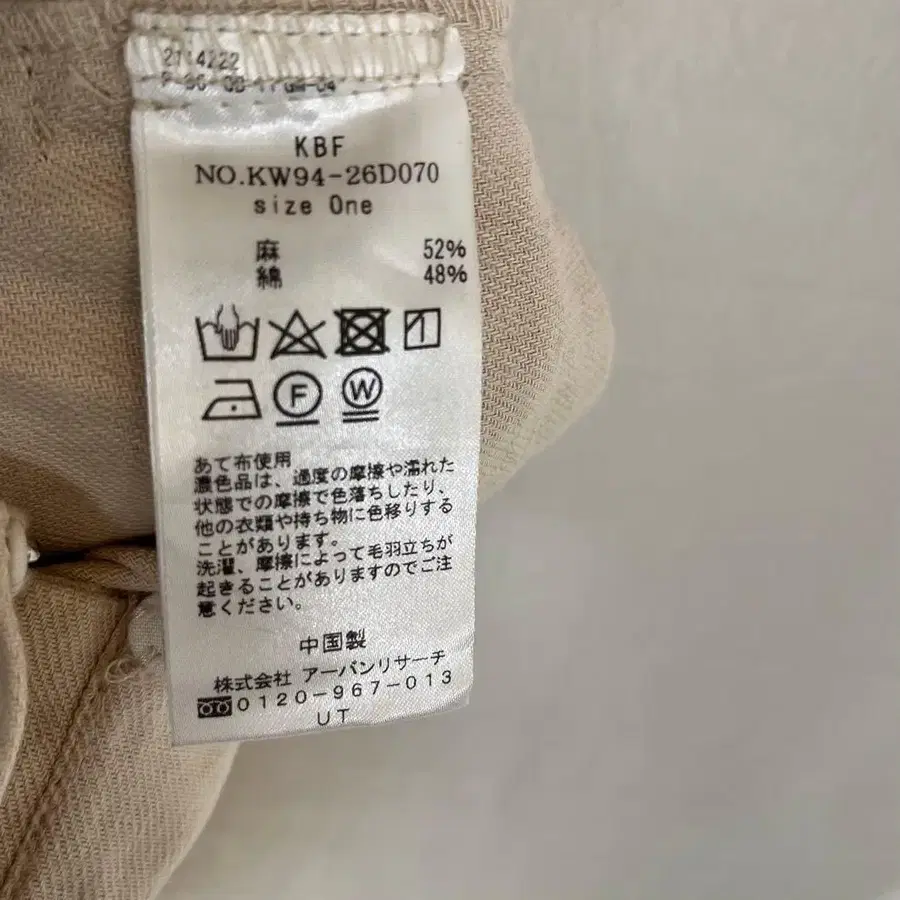 2114222
KBF
NO.KW94-26D070
size One
麻 52%
綿 48%
F
W
あて布使用
濃色品は、過度の摩擦や濡れた
状態での摩擦で色落ちしたり、
他の衣類や持ち物に色移りする
ことがあります。
洗濯、摩擦によって毛羽立ちが
起きることがありますのでご注
意ください。
中国製
株式会社 アーバンリサーチ
0120-967-013
UT